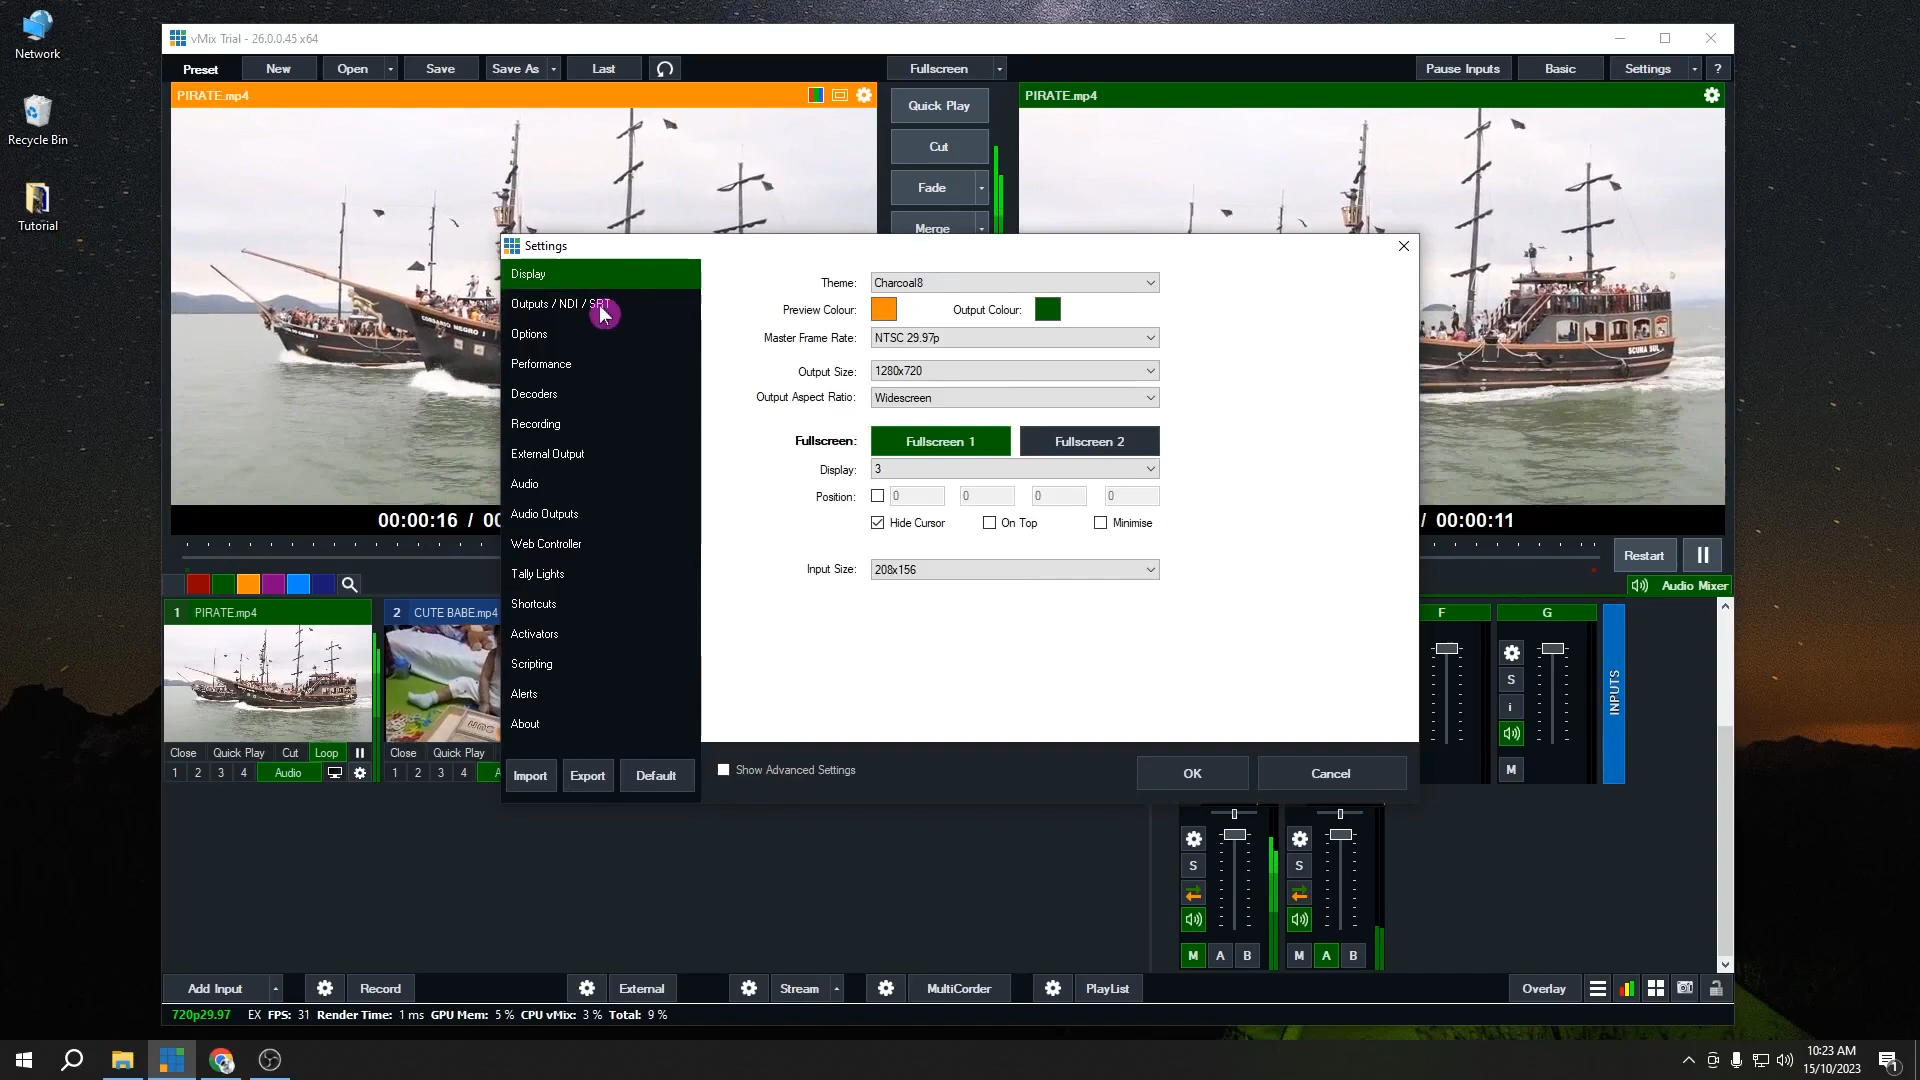 Network
Recycle Bin
Tutorial
vMix Trial - 26.0.0.45 x64
Preset
New
Open
Save
Save As
Last
Fullscreen
Pause Inputs
Basic
Settings
?
PIRATE.mp4
PIRATE.mp4
Quick Play
Cut
Fade
Merge
Settings
Display
Outputs / NDI / SRT
Options
Performance
Decoders
Recording
External Output
Audio
Audio Outputs
Web Controller
Tally Lights
Shortcuts
Activators
Scripting
Alerts
About
Import
Export
Default
Theme:
Charcoal8
Preview Colour:
Output Colour:
Master Frame Rate:
NTSC 29.97p
Output Size:
1280x720
Output Aspect Ratio:
Widescreen
Fullscreen:
Fullscreen 1
Fullscreen 2
Display:
3
Position:
0
0
0
0
Hide Cursor
On Top
Minimise
Input Size:
208x156
Show Advanced Settings
OK
Cancel
00:00:16 / 00
/ 00:00:11
Restart
Audio Mixer
1 PIRATE.mp4
2 CUTE BABE.mp4
Close Quick Play Cut Loop
1 2 3 4 Audio
Close Quick Play
1 2 3 4 A
F
G
S
i
M
INPUTS
S
S
M A B
M A B
Add Input
Record
External
Stream
MultiCorder
PlayList
Overlay
720p29.97 EX FPS: 31 Render Time: 1 ms GPU Mem: 5 % CPU vMix: 3 % Total: 9 %
10:23 AM
15/10/2023
1